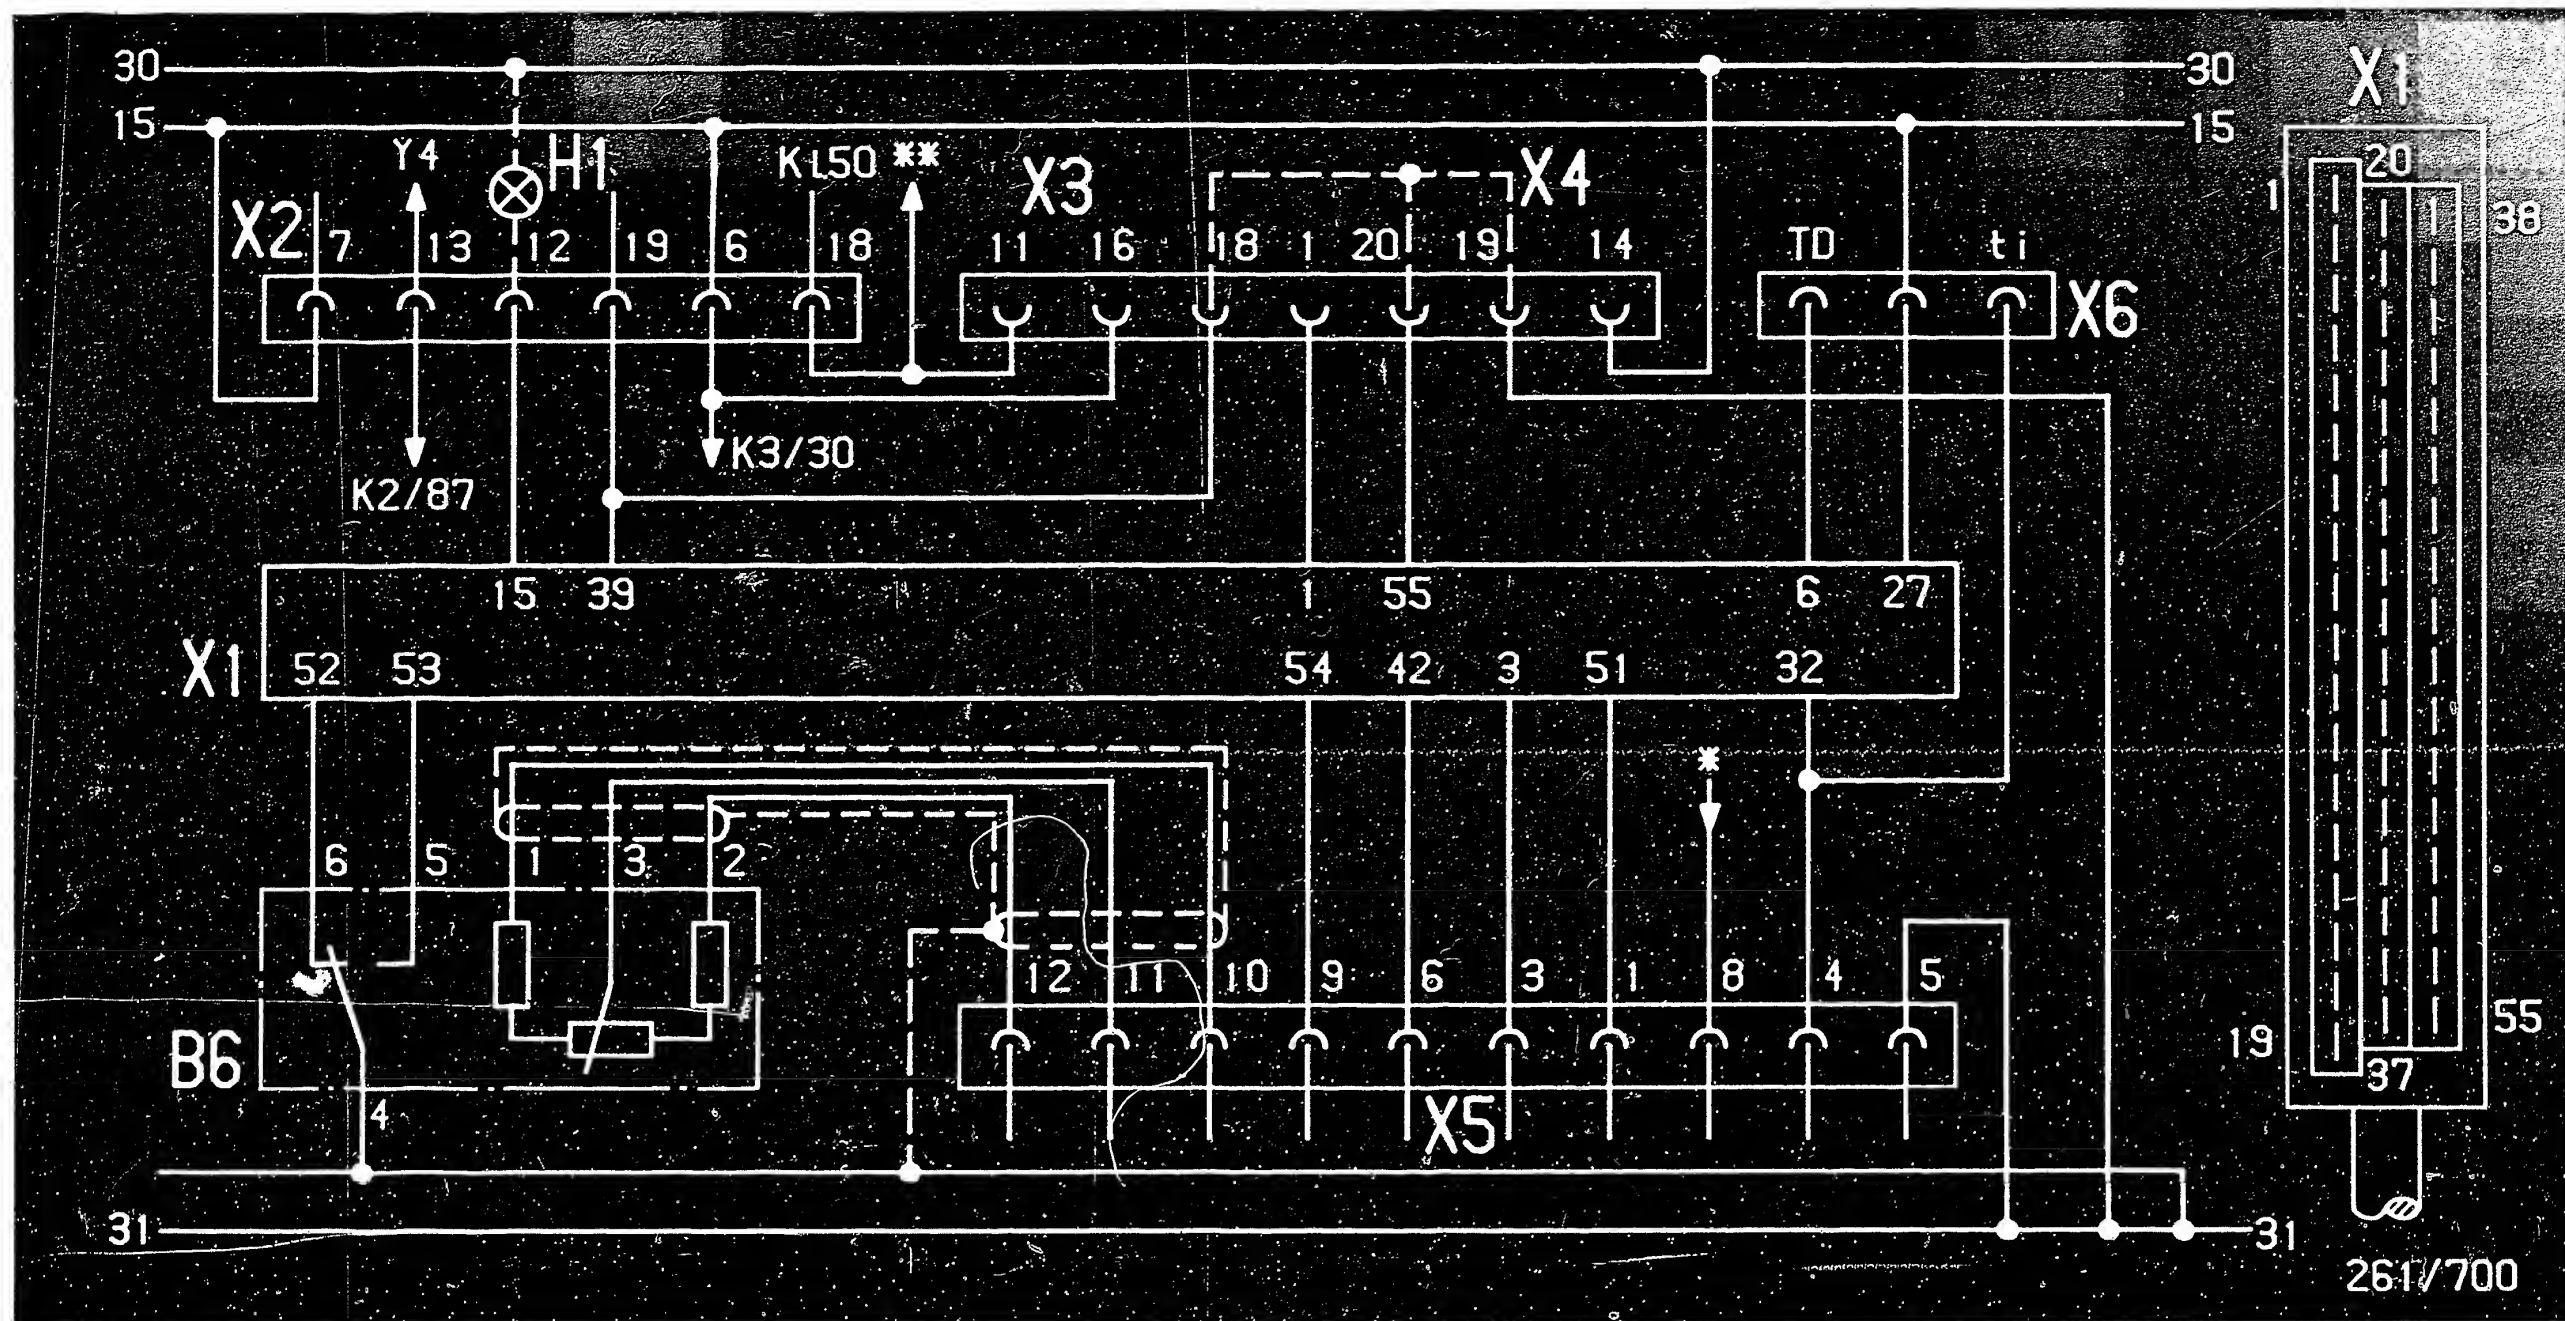 30 30 X1
15 15
Y4 H1 KL50 ** X3 X4 20
1 38
X2 7 13 12 19 6 18 11 16 18 1 20 19 14 TD ti
X6
K3/30
K2/87
15 39 1 55 6 27
X1 52 53 54 42 3 51 32
*
6 5 1 3 2
12 11 10 9 6 3 1 8 4 5
B6 19 55
37
4 X5
31 31
261/700